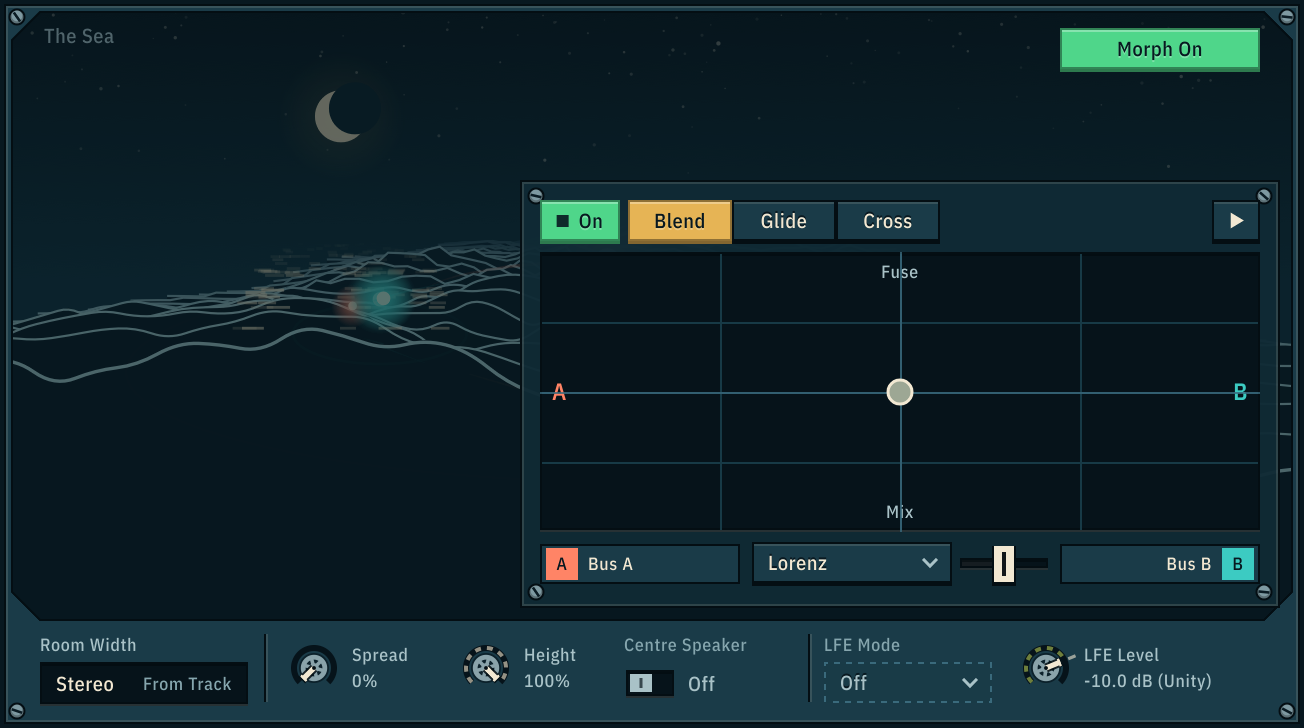 The Sea
Morph On
On
Blend
Glide
Cross
Fuse
A
B
Mix
A
Bus A
Lorenz
Bus B
B
Room Width
Stereo
From Track
Spread
0%
Height
100%
Centre Speaker
Off
LFE Mode
Off
LFE Level
-10.0 dB (Unity)